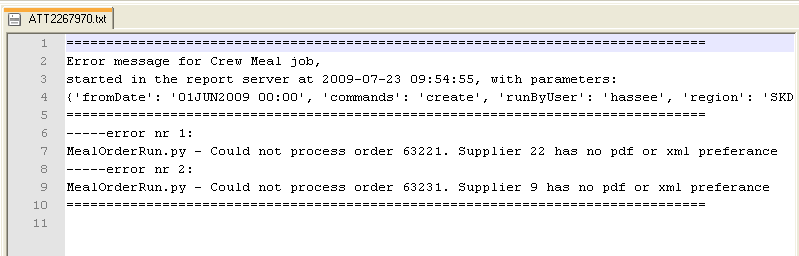 ATT2267970.txt
1 ================================================================================
2 Error message for Crew Meal job,
3 started in the report server at 2009-07-23 09:54:55, with parameters:
4 {'fromDate': '01JUN2009 00:00', 'commands': 'create', 'runByUser': 'hassee', 'region': 'SKD
5 ================================================================================
6 -----error nr 1:
7 MealOrderRun.py - Could not process order 63221. Supplier 22 has no pdf or xml preferance
8 -----error nr 2:
9 MealOrderRun.py - Could not process order 63231. Supplier 9 has no pdf or xml preferance
10 ================================================================================
11